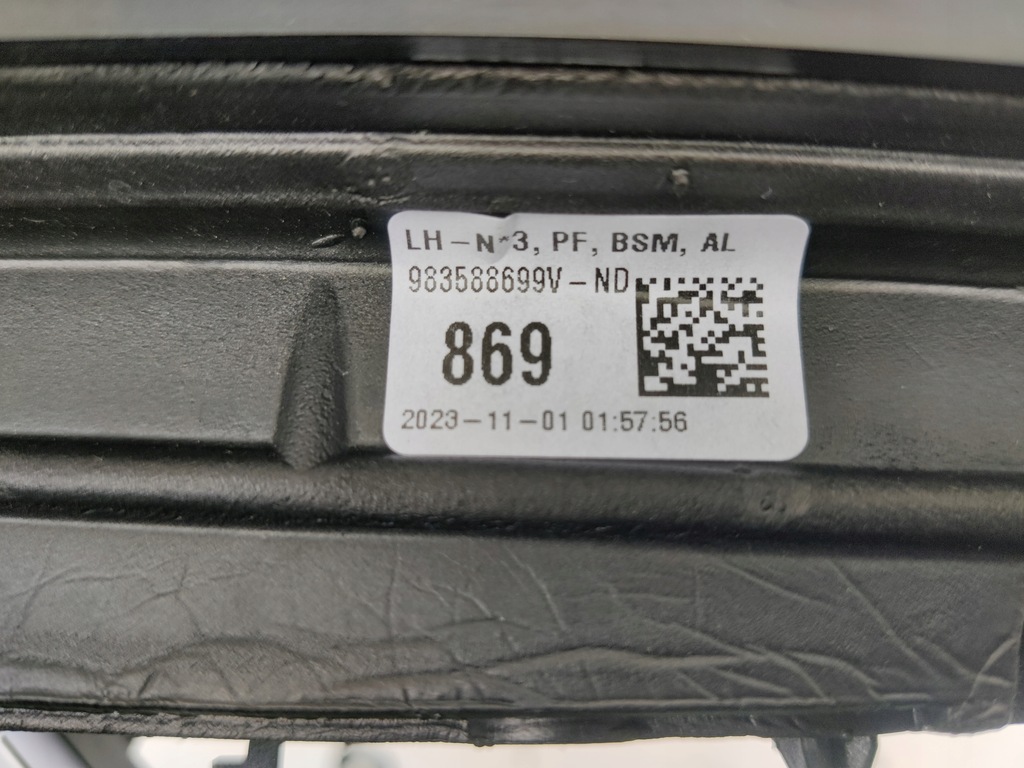 LH-N°3, PF, BSM, AL
983588699V-ND
869
2023-11-01 01:57:56